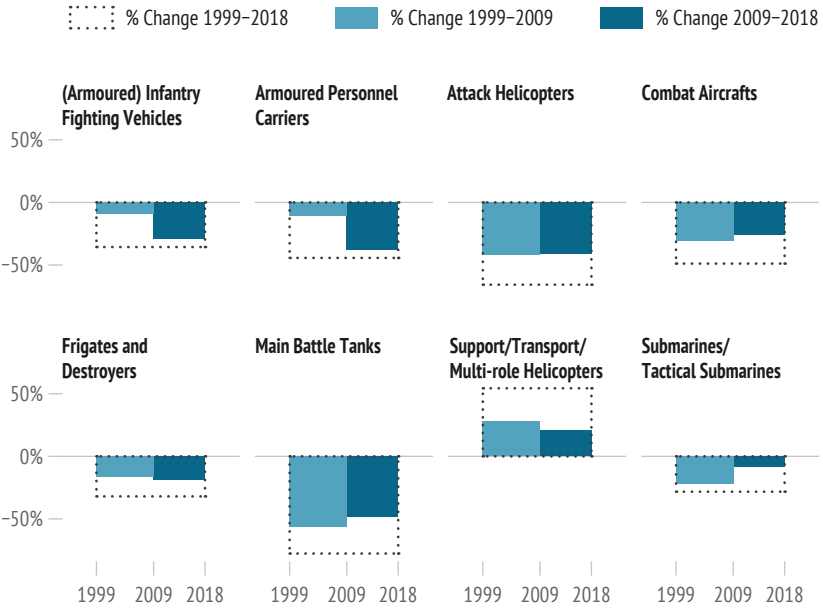 % Change 1999–2018
% Change 1999–2009
% Change 2009–2018
(Armoured) Infantry
Fighting Vehicles
Armoured Personnel
Carriers
Attack Helicopters
Combat Aircrafts
50%
0%
−50%
Frigates and
Destroyers
Main Battle Tanks
Support/Transport/
Multi-role Helicopters
Submarines/
Tactical Submarines
50%
0%
−50%
1999 2009 2018
1999 2009 2018
1999 2009 2018
1999 2009 2018